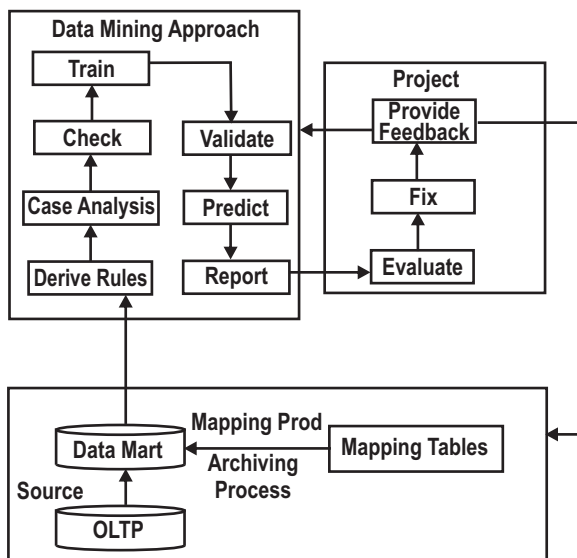 Data Mining Approach
Train
Check
Case Analysis
Derive Rules
Validate
Predict
Report
Project
Provide
Feedback
Fix
Evaluate
Data Mart
Mapping Prod
Archiving
Process
Mapping Tables
Source
OLTP